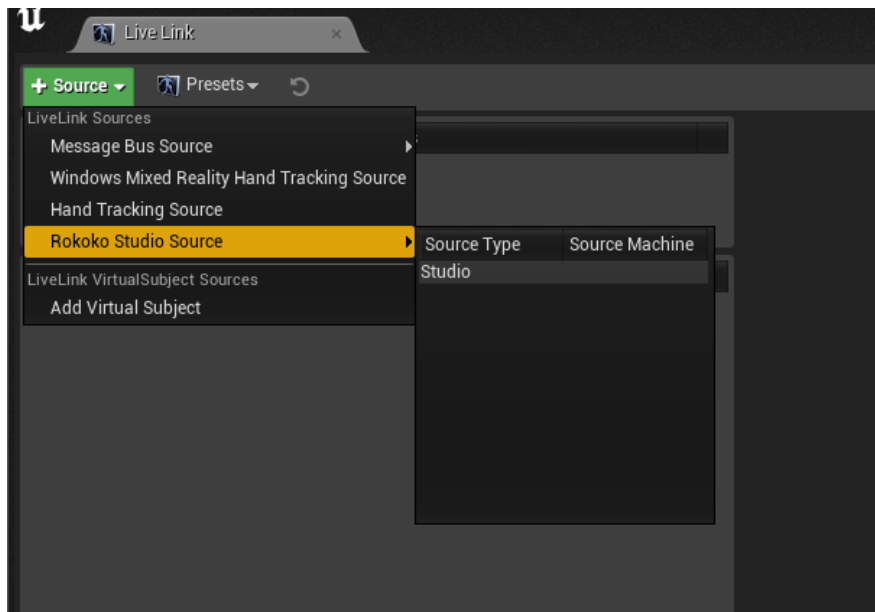 Live Link
+ Source
Presets
LiveLink Sources
Message Bus Source
Windows Mixed Reality Hand Tracking Source
Hand Tracking Source
Rokoko Studio Source
Source Type Source Machine
Studio
LiveLink VirtualSubject Sources
Add Virtual Subject